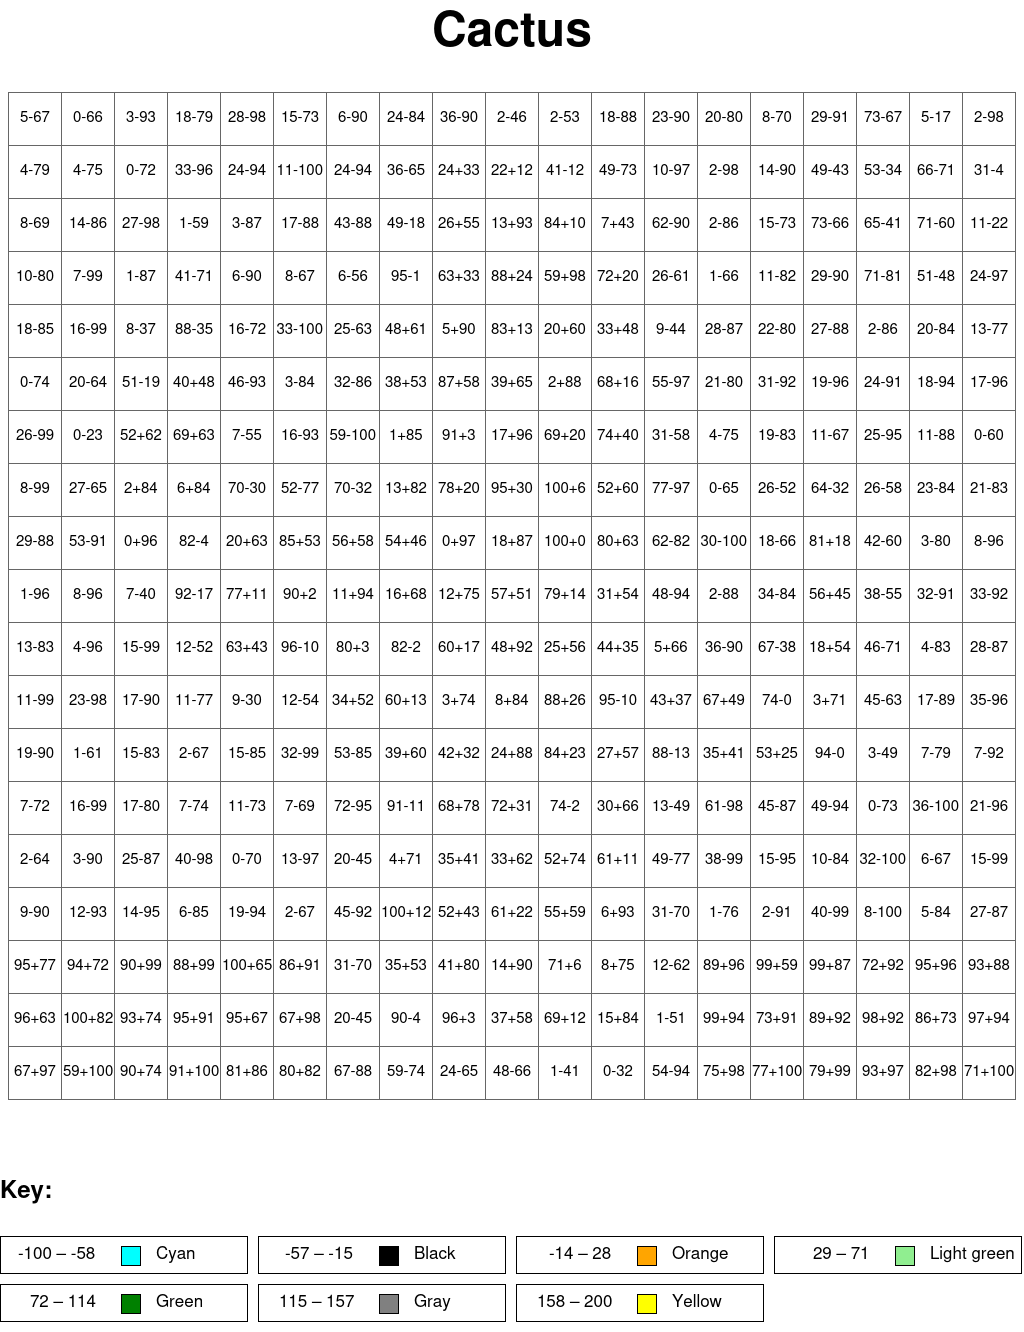 Cactus
5-67 0-66 3-93 18-79 28-98 15-73 6-90 24-84 36-90 2-46 2-53 18-88 23-90 20-80 8-70 29-91 73-67 5-17 2-98
4-79 4-75 0-72 33-96 24-94 11-100 24-94 36-65 24+33 22+12 41-12 49-73 10-97 2-98 14-90 49-43 53-34 66-71 31-4
8-69 14-86 27-98 1-59 3-87 17-88 43-88 49-18 26+55 13+93 84+10 7+43 62-90 2-86 15-73 73-66 65-41 71-60 11-22
10-80 7-99 1-87 41-71 6-90 8-67 6-56 95-1 63+33 88+24 59+98 72+20 26-61 1-66 11-82 29-90 71-81 51-48 24-97
18-85 16-99 8-37 88-35 16-72 33-100 25-63 48+61 5+90 83+13 20+60 33+48 9-44 28-87 22-80 27-88 2-86 20-84 13-77
0-74 20-64 51-19 40+48 46-93 3-84 32-86 38+53 87+58 39+65 2+88 68+16 55-97 21-80 31-92 19-96 24-91 18-94 17-96
26-99 0-23 52+62 69+63 7-55 16-93 59-100 1+85 91+3 17+96 69+20 74+40 31-58 4-75 19-83 11-67 25-95 11-88 0-60
8-99 27-65 2+84 6+84 70-30 52-77 70-32 13+82 78+20 95+30 100+6 52+60 77-97 0-65 26-52 64-32 26-58 23-84 21-83
29-88 53-91 0+96 82-4 20+63 85+53 56+58 54+46 0+97 18+87 100+0 80+63 62-82 30-100 18-66 81+18 42-60 3-80 8-96
1-96 8-96 7-40 92-17 77+11 90+2 11+94 16+68 12+75 57+51 79+14 31+54 48-94 2-88 34-84 56+45 38-55 32-91 33-92
13-83 4-96 15-99 12-52 63+43 96-10 80+3 82-2 60+17 48+92 25+56 44+35 5+66 36-90 67-38 18+54 46-71 4-83 28-87
11-99 23-98 17-90 11-77 9-30 12-54 34+52 60+13 3+74 8+84 88+26 95-10 43+37 67+49 74-0 3+71 45-63 17-89 35-96
19-90 1-61 15-83 2-67 15-85 32-99 53-85 39+60 42+32 24+88 84+23 27+57 88-13 35+41 53+25 94-0 3-49 7-79 7-92
7-72 16-99 17-80 7-74 11-73 7-69 72-95 91-11 68+78 72+31 74-2 30+66 13-49 61-98 45-87 49-94 0-73 36-100 21-96
2-64 3-90 25-87 40-98 0-70 13-97 20-45 4+71 35+41 33+62 52+74 61+11 49-77 38-99 15-95 10-84 32-100 6-67 15-99
9-90 12-93 14-95 6-85 19-94 2-67 45-92 100+12 52+43 61+22 55+59 6+93 31-70 1-76 2-91 40-99 8-100 5-84 27-87
95+77 94+72 90+99 88+99 100+65 86+91 31-70 35+53 41+80 14+90 71+6 8+75 12-62 89+96 99+59 99+87 72+92 95+96 93+88
96+63 100+82 93+74 95+91 95+67 67+98 20-45 90-4 96+3 37+58 69+12 15+84 1-51 99+94 73+91 89+92 98+92 86+73 97+94
67+97 59+100 90+74 91+100 81+86 80+82 67-88 59-74 24-65 48-66 1-41 0-32 54-94 75+98 77+100 79+99 93+97 82+98 71+100
Key:
-100 – -58 Cyan -57 – -15 Black -14 – 28 Orange 29 – 71 Light green
72 – 114 Green 115 – 157 Gray 158 – 200 Yellow